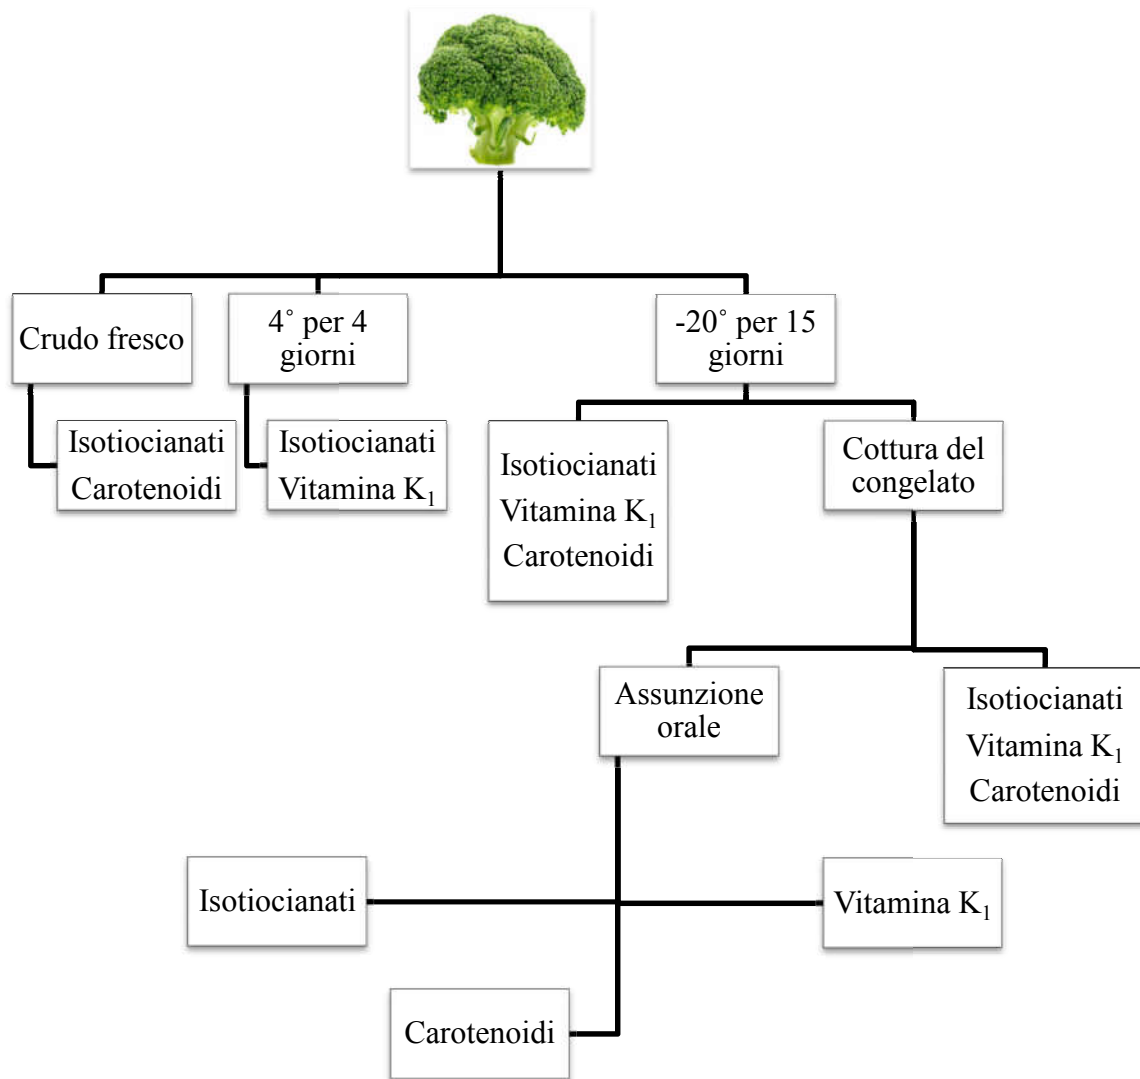 Crudo fresco
4˚ per 4
giorni
-20˚ per 15
giorni
Isotiocianati
Carotenoidi
Isotiocianati
Vitamina K₁
Isotiocianati
Vitamina K₁
Carotenoidi
Cottura del
congelato
Assunzione
orale
Isotiocianati
Vitamina K₁
Carotenoidi
Isotiocianati
Vitamina K₁
Carotenoidi